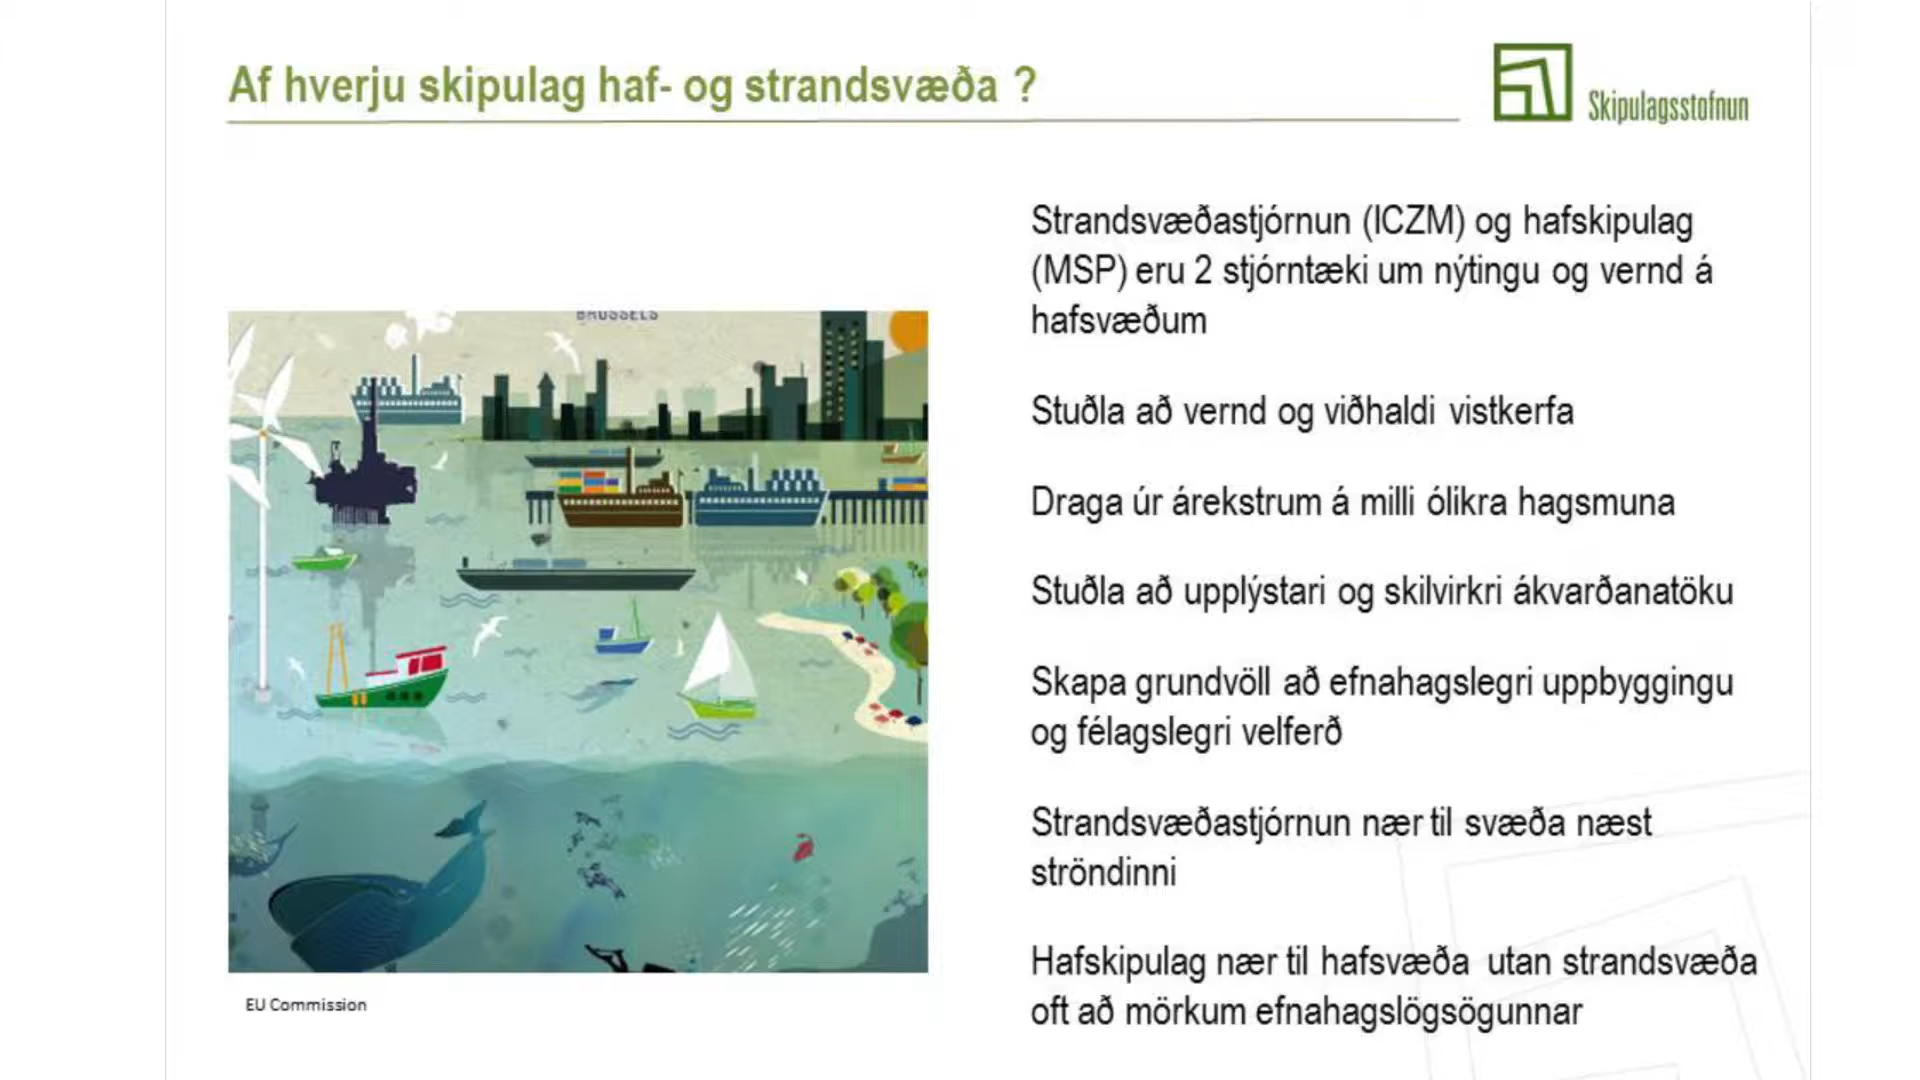 Af hverju skipulag haf- og strandsvæða ?
Skipulagsstofnun
Strandsvæðastjórnun (ICZM) og hafskipulag
(MSP) eru 2 stjórntæki um nýtingu og vernd á
hafsvæðum
Stuðla að vernd og viðhaldi vistkerfa
Draga úr árekstrum á milli ólikra hagsmuna
Stuðla að upplýstari og skilvirkri ákvarðanatöku
Skapa grundvöll að efnahagslegri uppbyggingu
og félagslegri velferð
Strandsvæðastjórnun nær til svæða næst
ströndinni
Hafskipulag nær til hafsvæða utan strandsvæða
oft að mörkum efnahagslögsögunnar
BRUSSELS
EU Commission